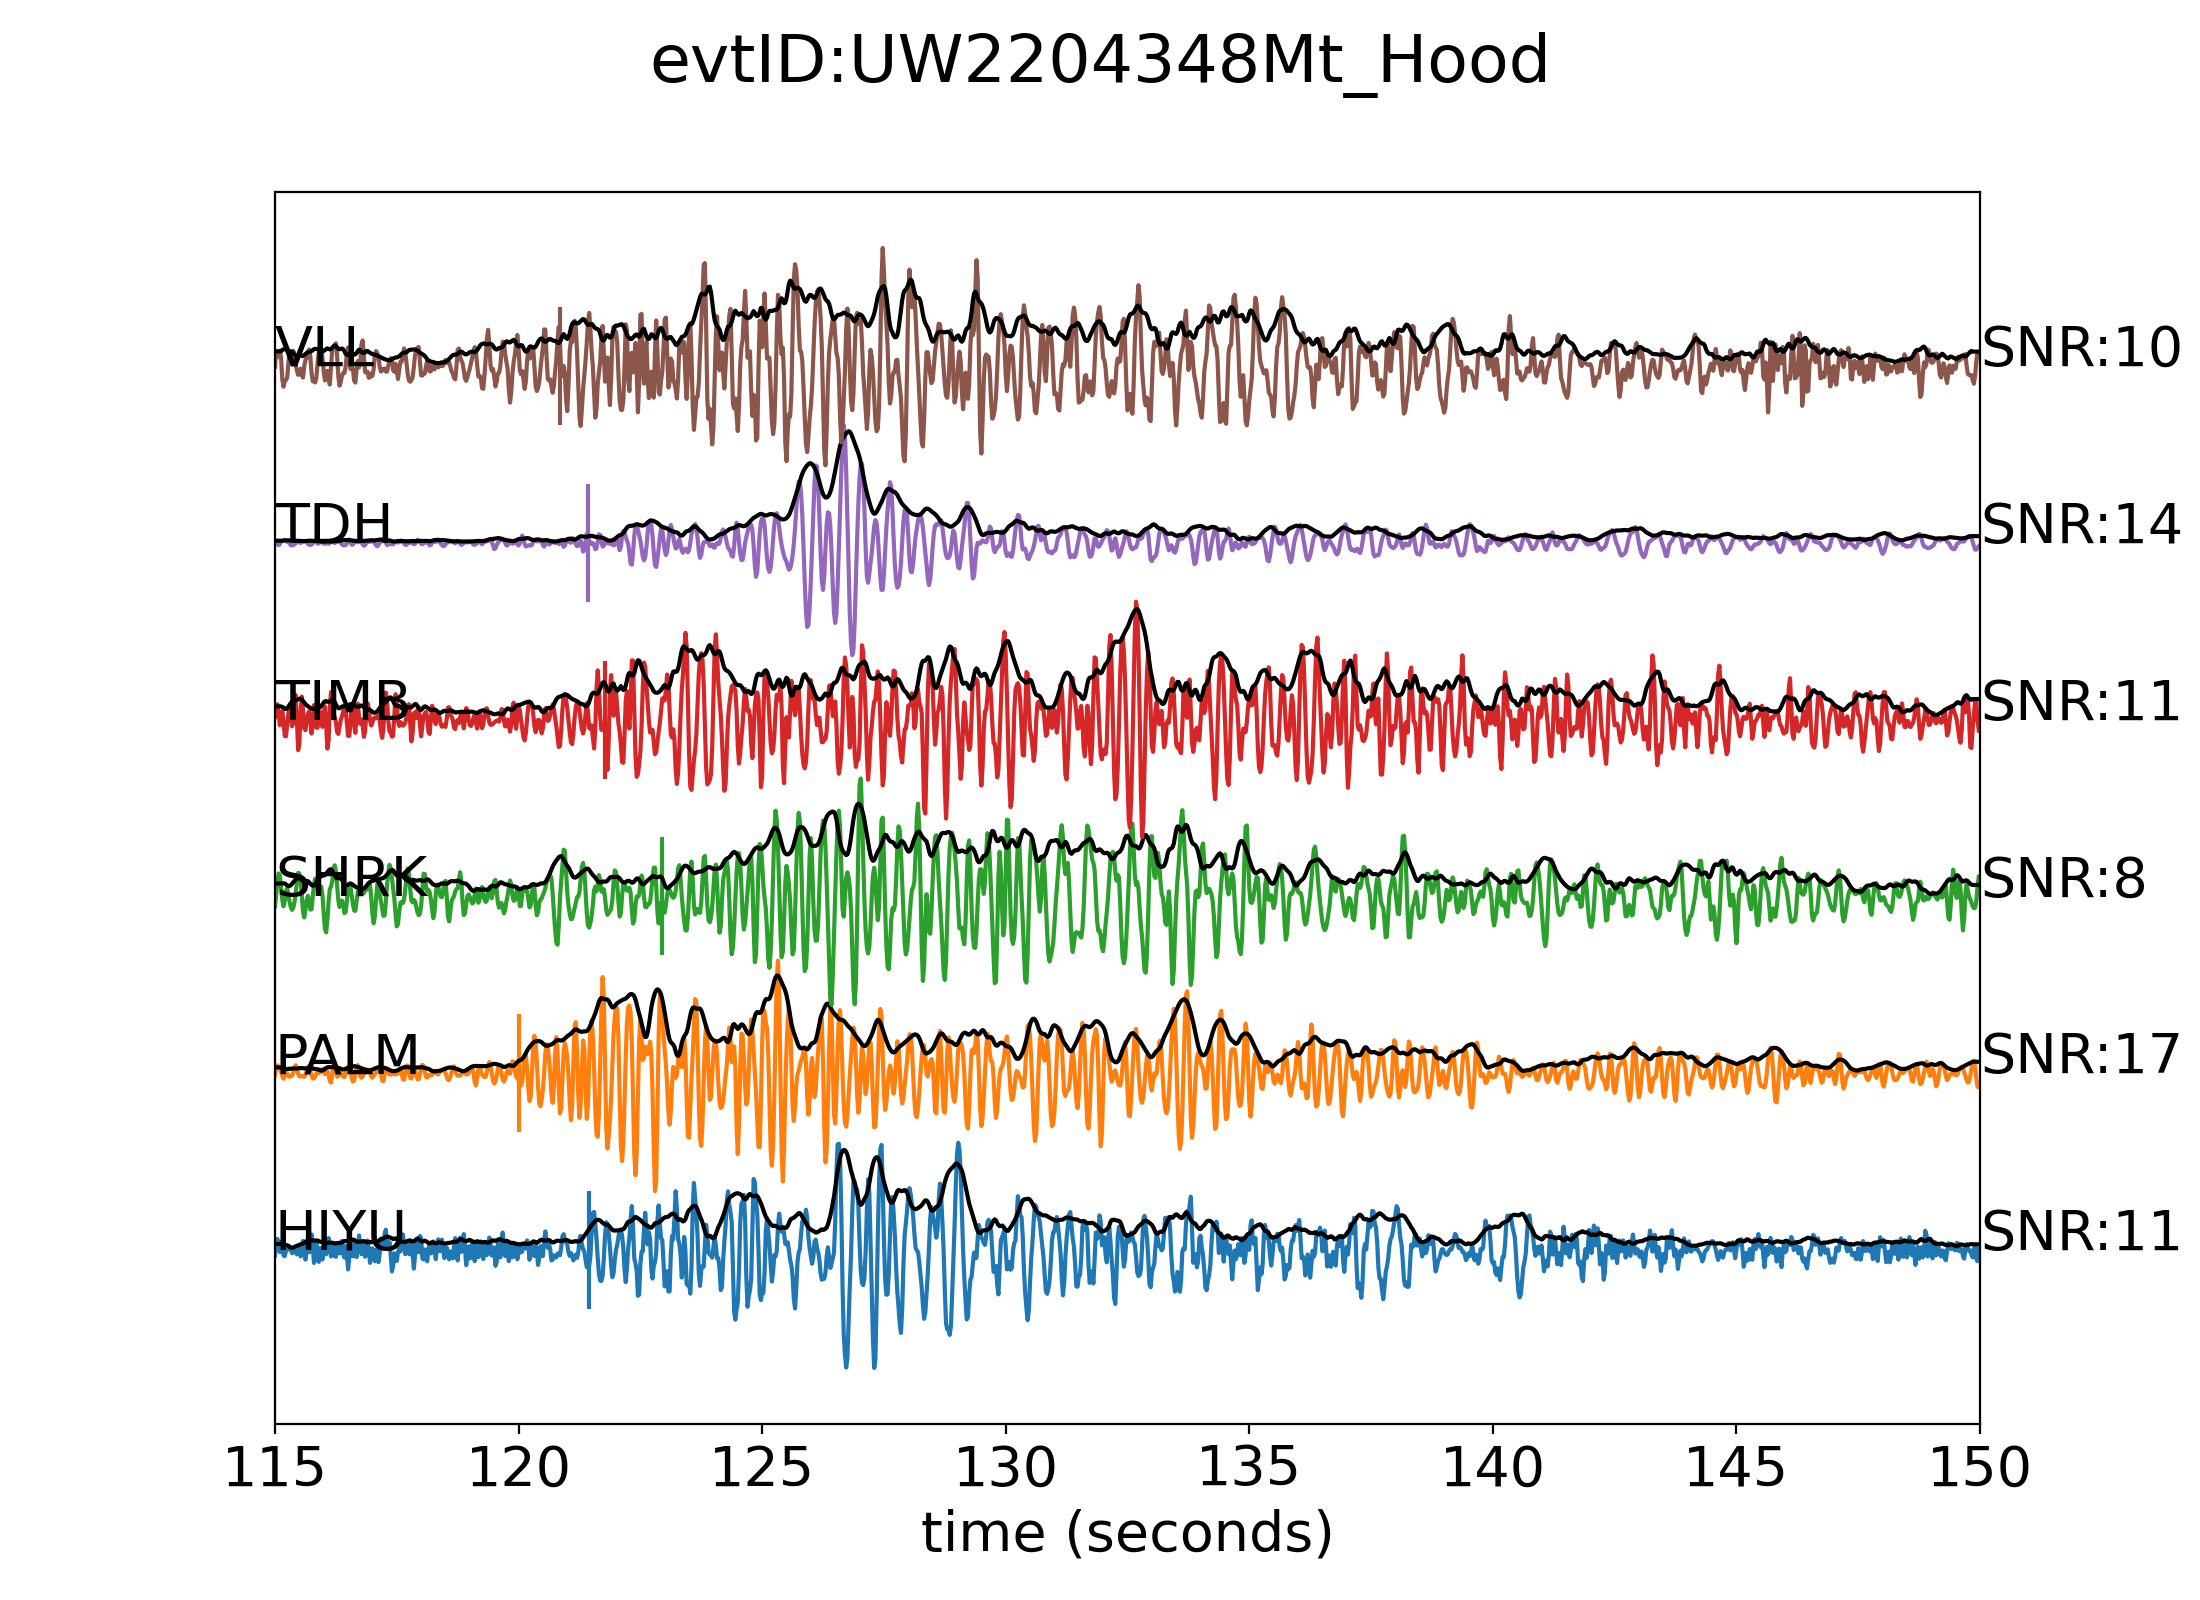 evtID:UW2204348Mt_Hood
VLL SNR:10
TDH SNR:14
TIMB SNR:11
SHRK SNR:8
PALM SNR:17
HIYU SNR:11
115 120 125 130 135 140 145 150
time (seconds)